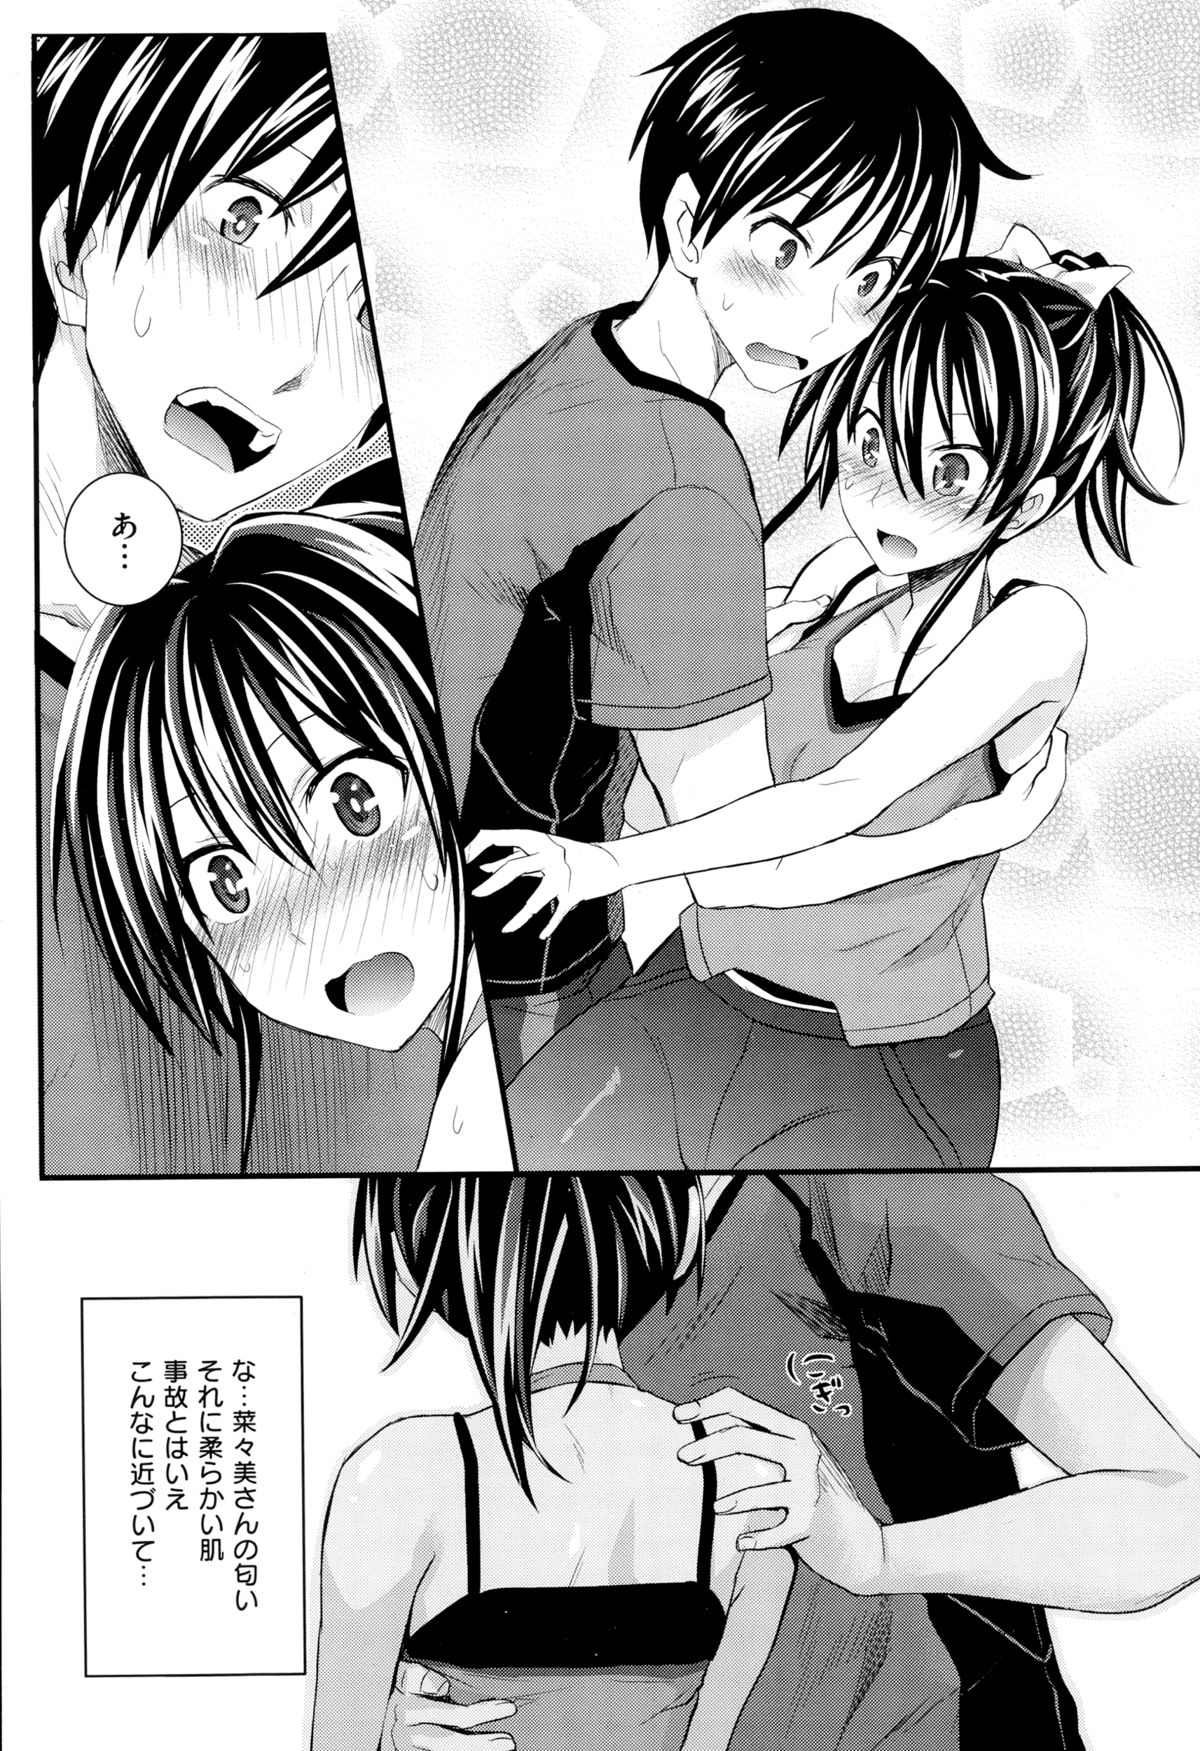 あ…
にぎっ
な…菜々美さんの匂い
それに柔らかい肌
事故とはいえ
こんなに近づいて…